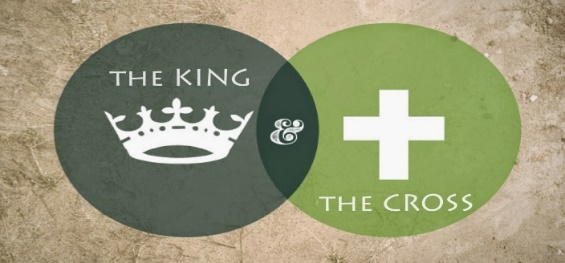 THE KING
&
THE CROSS